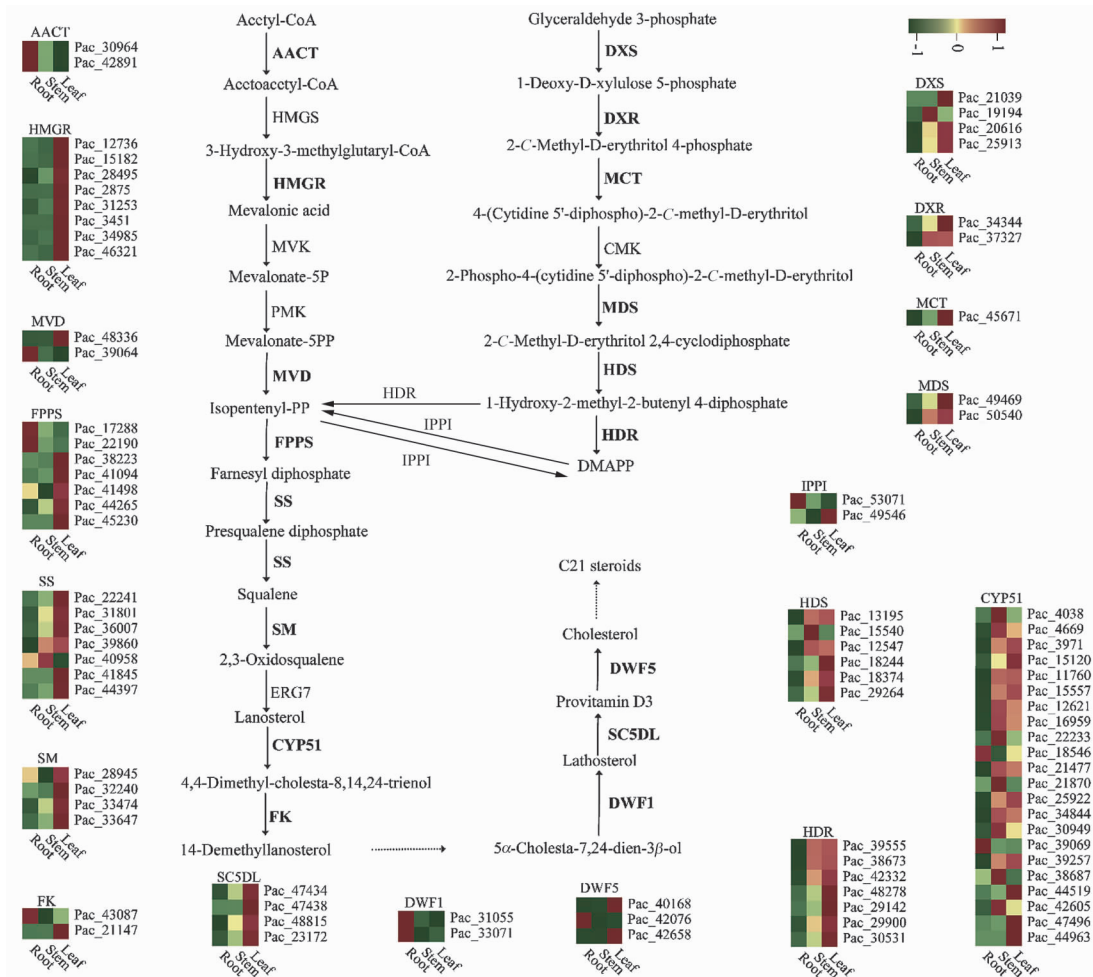 Acctyl-CoA
AACT
Acctoacctyl-CoA
HMGS
3-Hydroxy-3-mcthylglutaryl-CoA
HMGR
Mevalonic acid
MVK
Mevalonate-5P
PMK
Mevalonate-5PP
MVD
Isopentenyl-PP
FPPS
Farnesyl diphosphate
SS
Presqualene diphosphate
SS
Squalene
SM
2,3-Oxidosqualene
ERG7
Lanosterol
CYP51
4,4-Dimethyl-cholesta-8,14,24-trienol
FK
14-Demethyllanosterol
Glyceraldehyde 3-phosphate
DXS
1-Deoxy-D-xylulose 5-phosphate
DXR
2-C-Methyl-D-erythritol 4-phosphate
MCT
4-(Cytidine 5'-diphospho)-2-C-methyl-D-erythritol
CMK
2-Phospho-4-(cytidine 5'-diphospho)-2-C-methyl-D-erythritol
MDS
2-C-Methyl-D-erythritol 2,4-cyclodiphosphate
HDS
1-Hydroxy-2-methyl-2-butenyl 4-diphosphate
HDR
HDR
IPPI
IPPI
DMAPP
C21 steroids
Cholesterol
DWF5
Provitamin D3
SC5DL
Lathosterol
DWF1
5α-Cholesta-7,24-dien-3β-ol
AACT
Pac_30964
Pac_42891
Root Stem Leaf
HMGR
Pac_12736
Pac_15182
Pac_28495
Pac_2875
Pac_31253
Pac_3451
Pac_34985
Pac_46321
Root Stem Leaf
MVD
Pac_48336
Pac_39064
Root Stem Leaf
FPPS
Pac_17288
Pac_22190
Pac_38223
Pac_41094
Pac_41498
Pac_44265
Pac_45230
Root Stem Leaf
SS
Pac_22241
Pac_31801
Pac_36007
Pac_39860
Pac_40958
Pac_41845
Pac_44397
Root Stem Leaf
SM
Pac_28945
Pac_32240
Pac_33474
Pac_33647
Root Stem Leaf
FK
Pac_43087
Pac_21147
Root Stem Leaf
SC5DL
Pac_47434
Pac_47438
Pac_48815
Pac_23172
Root Stem Leaf
DWF1
Pac_31055
Pac_33071
Root Stem Leaf
DWF5
Pac_40168
Pac_42076
Pac_42658
Root Stem Leaf
-1 0 1
DXS
Pac_21039
Pac_19194
Pac_20616
Pac_25913
Root Stem Leaf
DXR
Pac_34344
Pac_37327
Root Stem Leaf
MCT
Pac_45671
Root Stem Leaf
MDS
Pac_49469
Pac_50540
Root Stem Leaf
IPPI
Pac_53071
Pac_49546
Root Stem Leaf
HDS
Pac_13195
Pac_15540
Pac_12547
Pac_18244
Pac_18374
Pac_29264
Root Stem Leaf
HDR
Pac_39555
Pac_38673
Pac_42332
Pac_48278
Pac_29142
Pac_29900
Pac_30531
Root Stem Leaf
CYP51
Pac_4038
Pac_4669
Pac_3971
Pac_15120
Pac_11760
Pac_15557
Pac_12621
Pac_16959
Pac_22233
Pac_18546
Pac_21477
Pac_21870
Pac_25922
Pac_34844
Pac_30949
Pac_39069
Pac_39257
Pac_38687
Pac_44519
Pac_42605
Pac_47496
Pac_44963
Root Stem Leaf